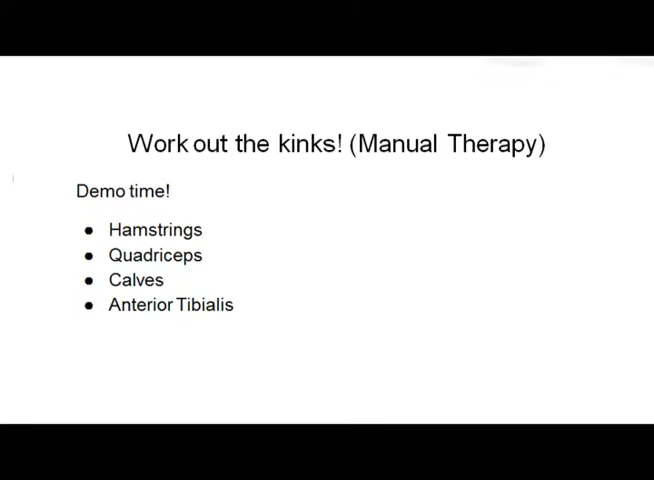 Work out the kinks! (Manual Therapy)
Demo time!
● Hamstrings
● Quadriceps
● Calves
● Anterior Tibialis